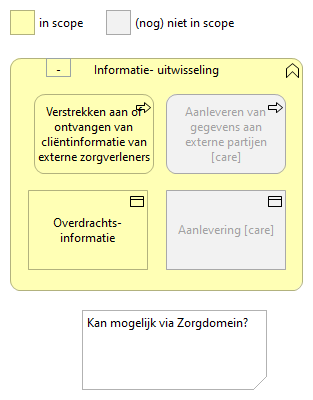 in scope
(nog) niet in scope
-
Informatie- uitwisseling
Verstrekken aan of
ontvangen van
cliëntinformatie van
externe zorgverleners
Aanleveren van
gegevens aan
externe partijen
[care]
Overdrachts-
informatie
Aanlevering [care]
Kan mogelijk via Zorgdomein?